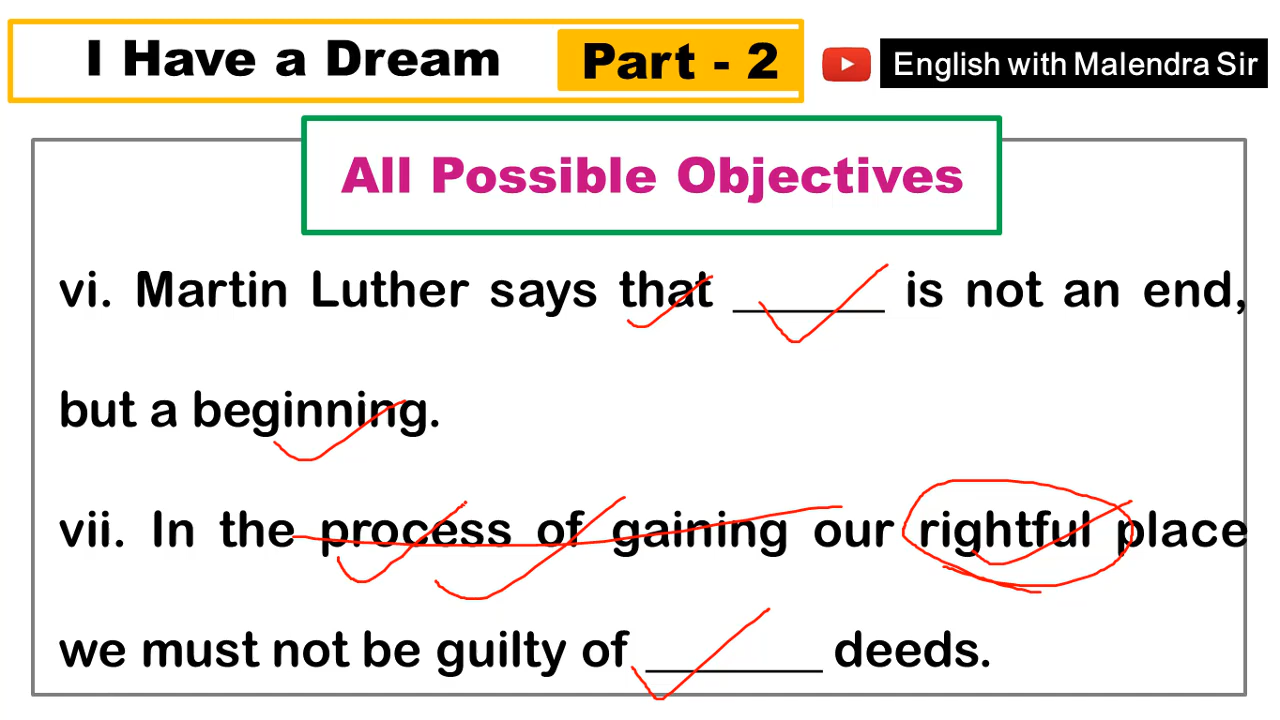 I Have a Dream Part - 2 English with Malendra Sir
All Possible Objectives
vi. Martin Luther says that ______ is not an end,
but a beginning.
vii. In the process of gaining our rightful place
we must not be guilty of _______ deeds.